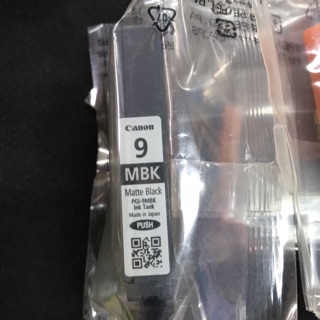 Canon
9
MBK
Matte Black
PGI-9MBK
Ink Tank
Made in Japan
PUSH